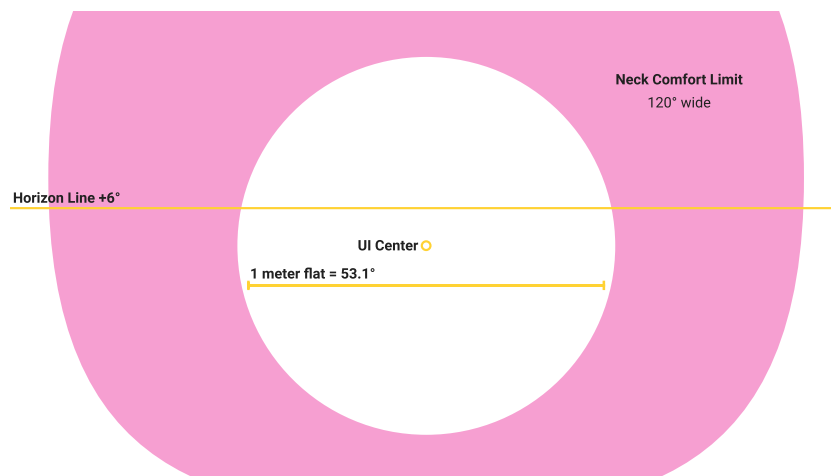 Neck Comfort Limit
120° wide
Horizon Line +6°
UI Center
1 meter flat = 53.1°